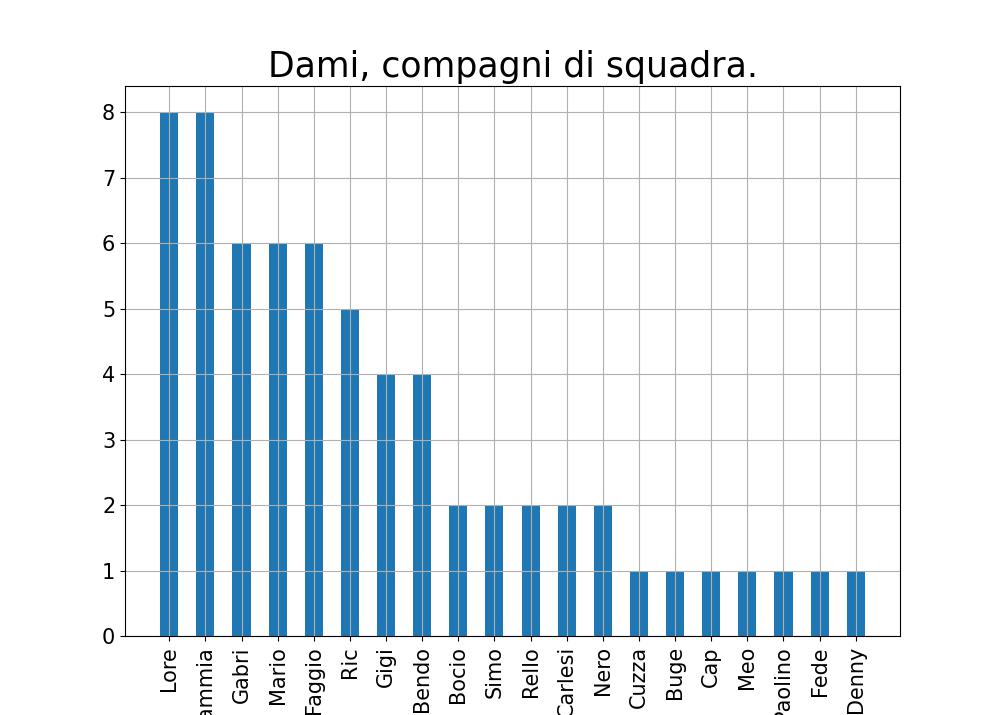 Dami, compagni di squadra.
8
7
6
5
4
3
2
1
0
Lore
ammia
Gabri
Mario
Faggio
Ric
Gigi
Bendo
Bocio
Simo
Rello
Carlesi
Nero
Cuzza
Buge
Cap
Meo
Paolino
Fede
Denny